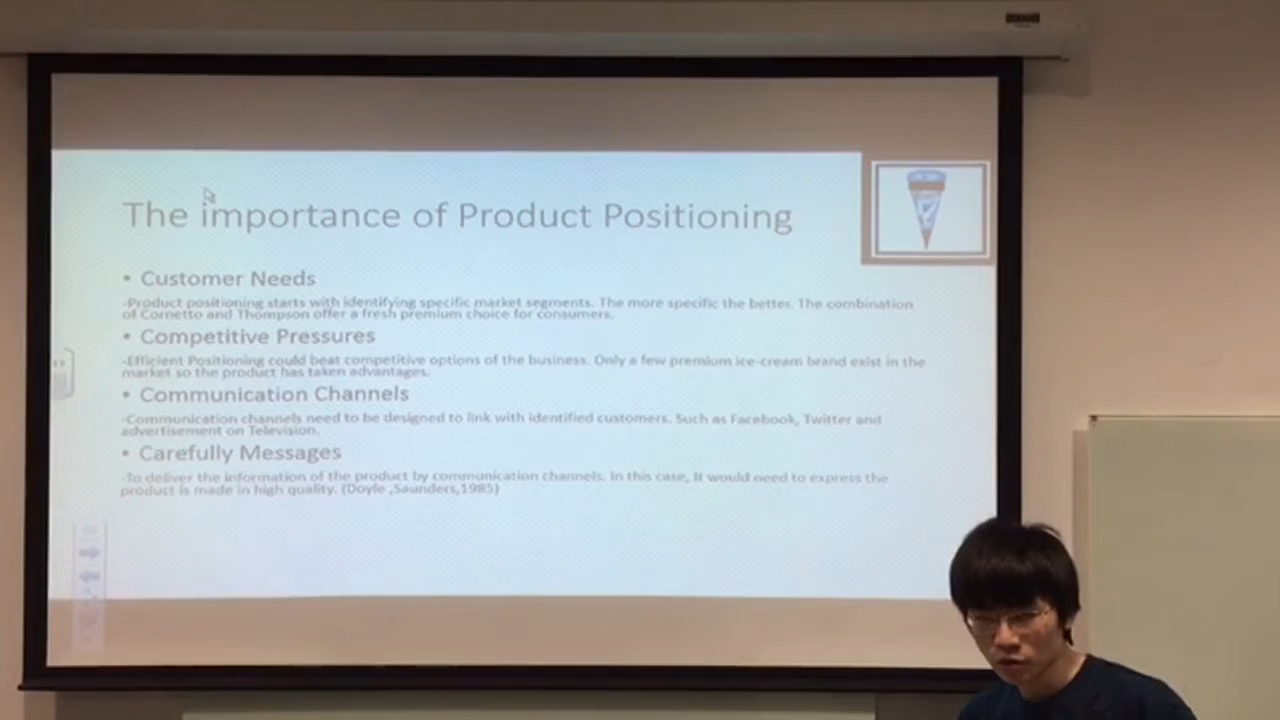 The importance of Product Positioning
• Customer Needs
-Product positioning starts with identifying specific market segments. The more specific the better. The combination
of Cornetto and Thompson offer a fresh premium choice for consumers.
• Competitive Pressures
-Efficient Positioning could beat competitive options of the business. Only a few premium ice-cream brand exist in the
market so the product has taken advantages.
• Communication Channels
-Communication channels need to be designed to link with identified customers. Such as Facebook, Twitter and
advertisement on Television.
• Carefully Messages
-To deliver the information of the product by communication channels. In this case, It would need to express the
product is made in high quality. (Doyle ,Saunders,1985)